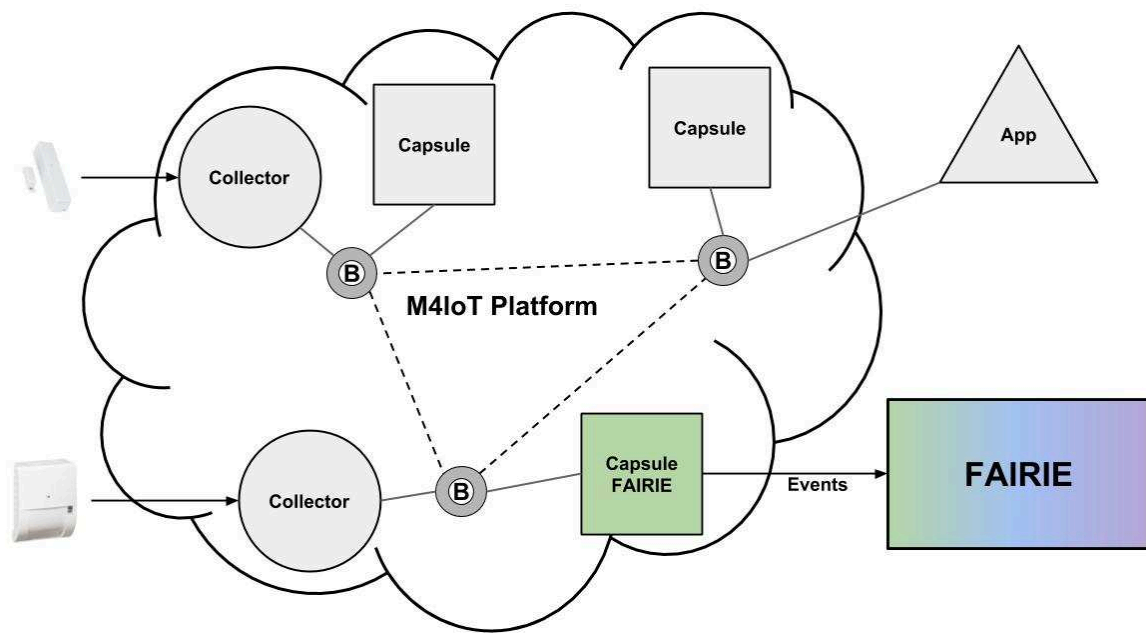 Capsule
Capsule
App
Collector
B
B
M4IoT Platform
Capsule
FAIRIE
FAIRIE
Events
B
Collector